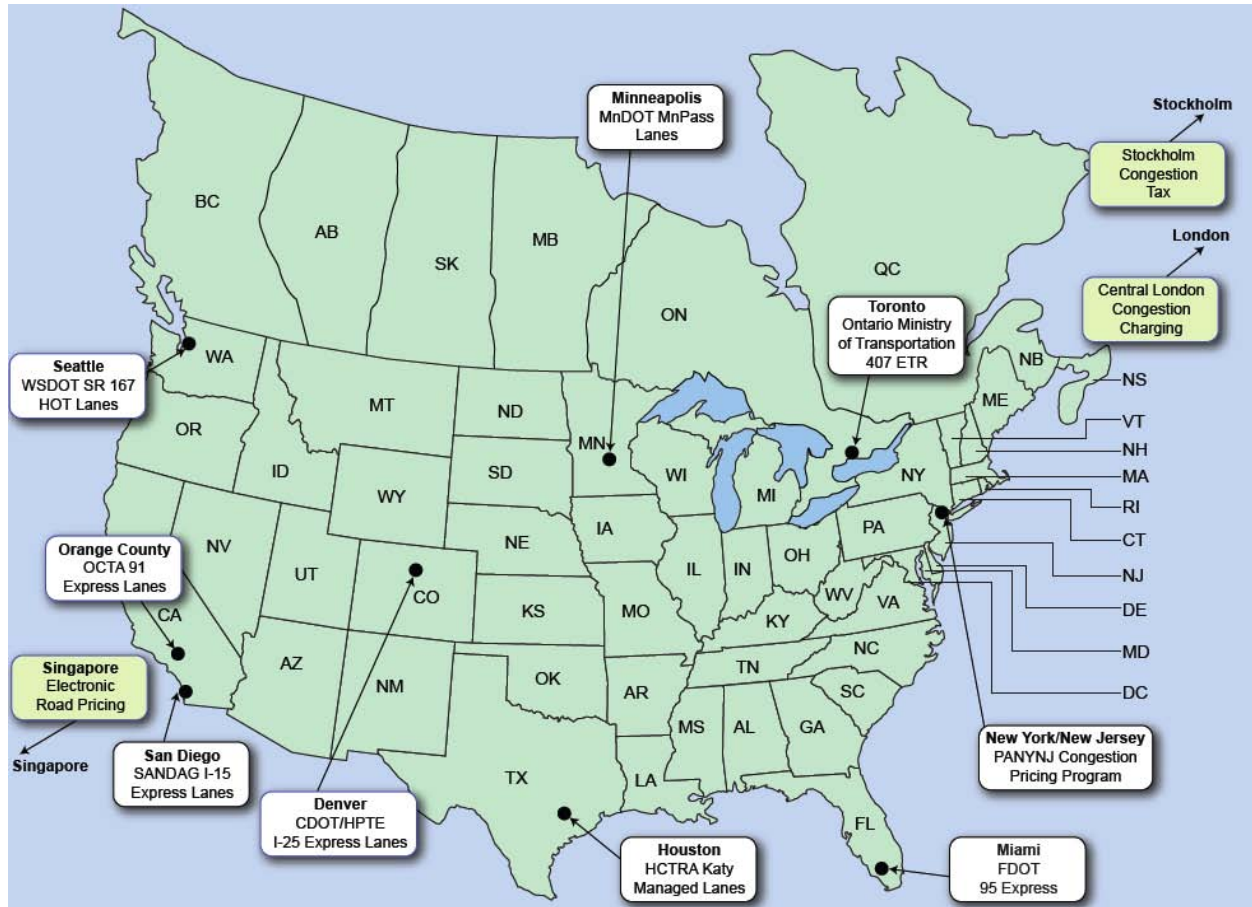 Minneapolis
MnDOT MnPass
Lanes
Stockholm
Stockholm
Congestion
Tax
London
Central London
Congestion
Charging
BC
AB
SK
MB
ON
QC
Toronto
Ontario Ministry
of Transportation
407 ETR
NB
NS
ME
VT
NH
MA
RI
CT
NJ
DE
MD
DC
Seattle
WSDOT SR 167
HOT Lanes
WA
OR
ID
MT
ND
SD
MN
WI
MI
NY
PA
WY
NE
IA
IL
IN
OH
WV
VA
KY
NV
UT
CO
KS
MO
Orange County
OCTA 91
Express Lanes
CA
AZ
NM
OK
AR
TN
NC
SC
MS
AL
GA
LA
TX
FL
Singapore
Electronic
Road Pricing
Singapore
San Diego
SANDAG I-15
Express Lanes
Denver
CDOT/HPTE
I-25 Express Lanes
Houston
HCTRA Katy
Managed Lanes
New York/New Jersey
PANYNJ Congestion
Pricing Program
Miami
FDOT
95 Express